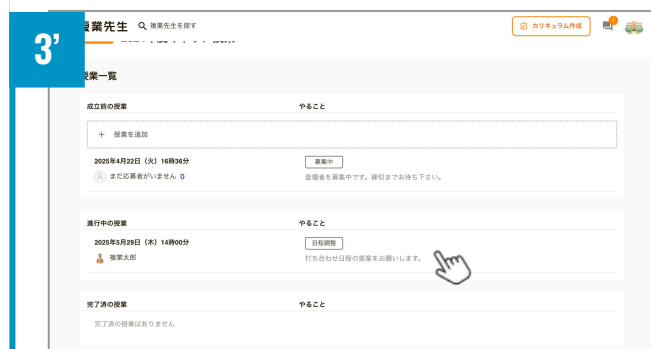 3’
複業先生 複業先生を探す カリキュラム作成 1
授業一覧
成立前の授業 やること
+ 授業を追加
2025年4月22日（火）16時36分 募集中
まだ応募者がいません 0 登壇者を募集中です。締切までお待ち下さい。
進行中の授業 やること
2025年5月29日（木）14時00分 日程調整
複業太郎 打ち合わせ日程の提案をお願いします。
完了済の授業 やること
完了済の授業はありません